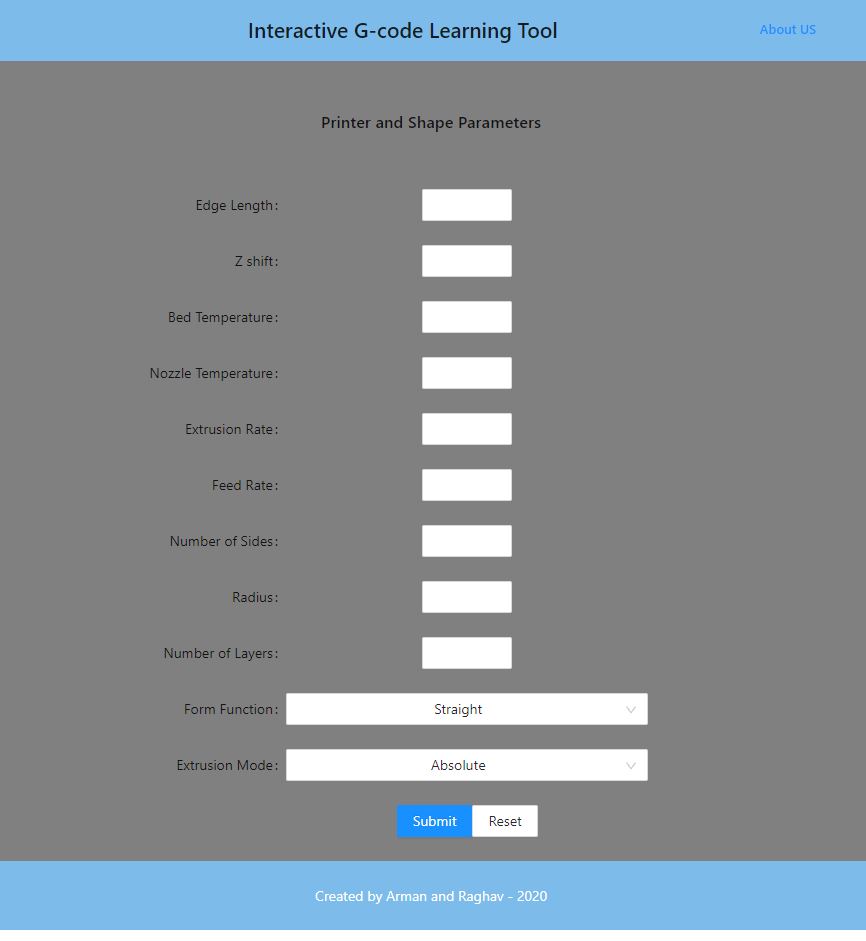 Interactive G-code Learning Tool
About US
Printer and Shape Parameters
Edge Length:
Z shift:
Bed Temperature:
Nozzle Temperature:
Extrusion Rate:
Feed Rate:
Number of Sides:
Radius:
Number of Layers:
Form Function: Straight
Extrusion Mode: Absolute
Submit Reset
Created by Arman and Raghav - 2020